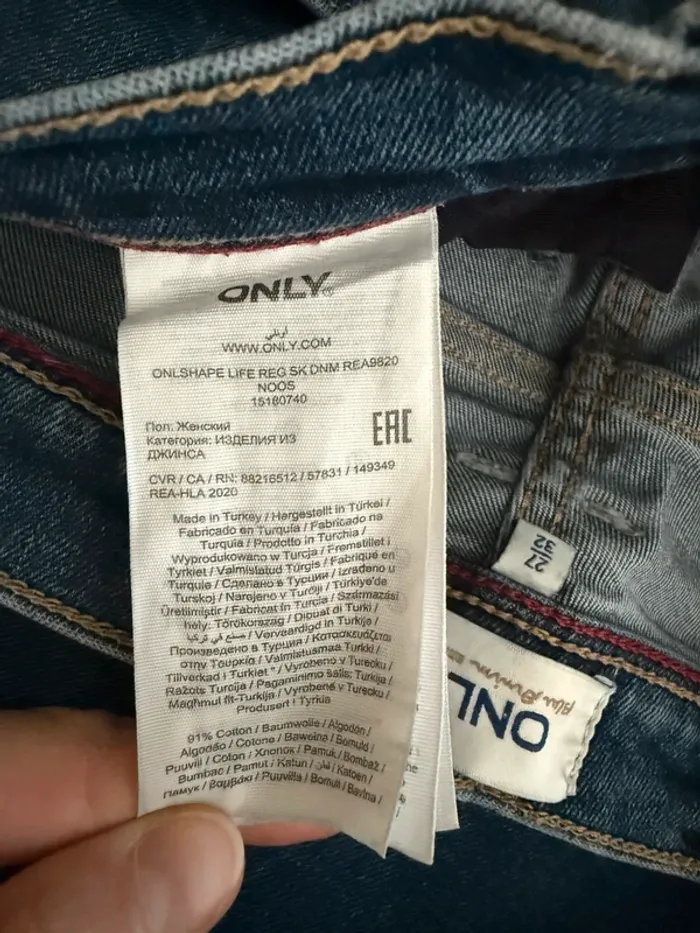 ONLY
أونلي
WWW.ONLY.COM
ONLSHAPE LIFE REG SK DNM REA9820
NOOS
15180740
Пол: Женский
Категория: ИЗДЕЛИЯ ИЗ
ДЖИНСА
EAC
CVR / CA / RN: 88216512 / 57831 / 149349
REA-HLA 2020
Made in Turkey / Hergestellt in Türkei /
Fabricado en Turquía / Fabricado na
Turquia / Prodotto in Turchia /
Wyprodukowano w Turcja / Fremstillet i
Tyrkiet / Valmistatud Türgis / Fabriqué en
Turquie / Сделано в Турции / Izrađeno u
Turskoj / Narejeno v Turčiji / Türkiye'de
Üretilmiştir / Fabricat în Turcia / Származási
hely: Törökország / Dibuat di Turki /
صنع في تركيا / Vervaardigd in Turkije /
Произведено в Турция / Κατασκευάζεται
στην Τουρκία / Valmistusmaa Turkki /
Tillverkad i Turkiet / Vyrobeno v Turecku /
Ražots Turcija / Pagaminimo šalis: Turkija /
Maghmul fit-Turkija / Vyrobené v Turecku /
Produsert i Tyrkia
91% Cotton / Baumwolle / Algodón /
Algodão / Cotone / Bawełna / Bomuld /
Puuvill / Coton / Хлопок / Pamuk / Bombaž /
Bumbac / Pamut / Katun / قطن / Katoen /
Памук / Βαμβάκι / Puuvilla / Bomull / Bavlna /
27
32
ONL
Blue Denim